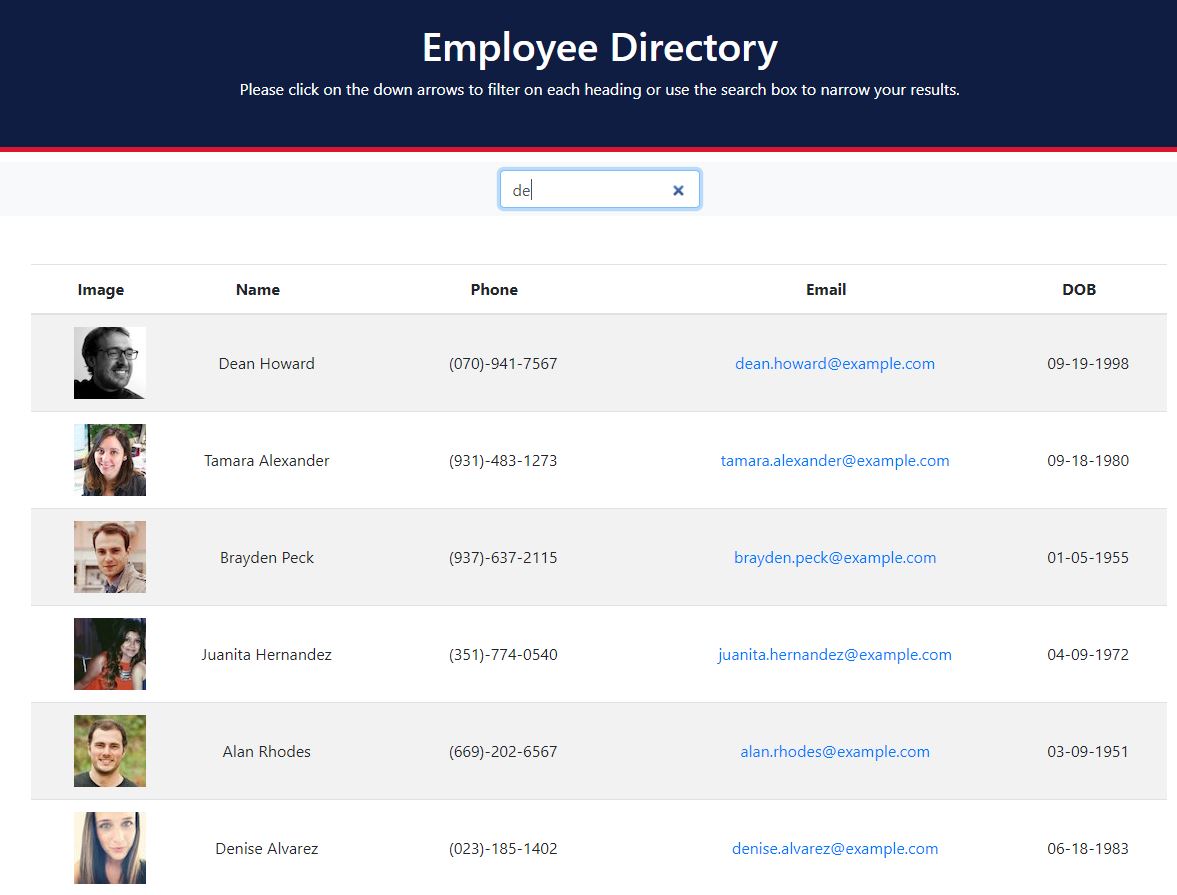 Employee Directory
Please click on the down arrows to filter on each heading or use the search box to narrow your results.
de
Image Name Phone Email DOB
Dean Howard (070)-941-7567 dean.howard@example.com 09-19-1998
Tamara Alexander (931)-483-1273 tamara.alexander@example.com 09-18-1980
Brayden Peck (937)-637-2115 brayden.peck@example.com 01-05-1955
Juanita Hernandez (351)-774-0540 juanita.hernandez@example.com 04-09-1972
Alan Rhodes (669)-202-6567 alan.rhodes@example.com 03-09-1951
Denise Alvarez (023)-185-1402 denise.alvarez@example.com 06-18-1983